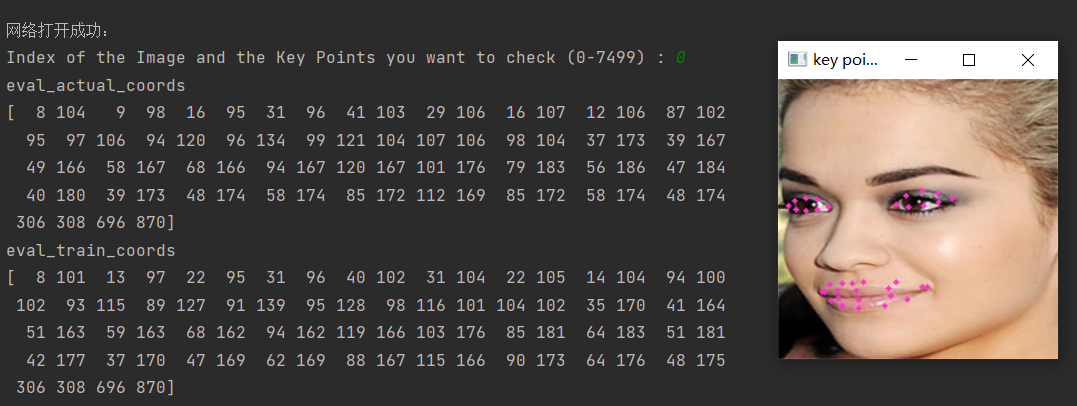 网络打开成功:
Index of the Image and the Key Points you want to check (0-7499) : 0
eval_actual_coords
[  8 104   9  98  16  95  31  96  41 103  29 106  16 107  12 106  87 102
  95  97 106  94 120  96 134  99 121 104 107 106  98 104  37 173  39 167
  49 166  58 167  68 166  94 167 120 167 101 176  79 183  56 186  47 184
  40 180  39 173  48 174  58 174  85 172 112 169  85 172  58 174  48 174
 306 308 696 870]
eval_train_coords
[  8 101  13  97  22  95  31  96  40 102  31 104  22 105  14 104  94 100
 102  93 115  89 127  91 139  95 128  98 116 101 104 102  35 170  41 164
  51 163  59 163  68 162  94 162 119 166 103 176  85 181  64 183  51 181
  42 177  37 170  47 169  62 169  88 167 115 166  90 173  64 176  48 175
 306 308 696 870]
key poi...